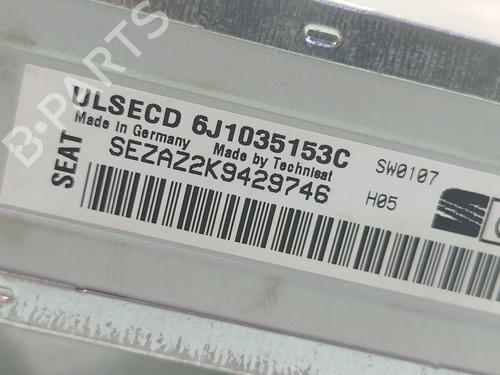 ULSECD 6J1035153C
Made in Germany Made by Technisat
SEAT
SEZAZ2K9429746
SW0107
H05
B-PARTS